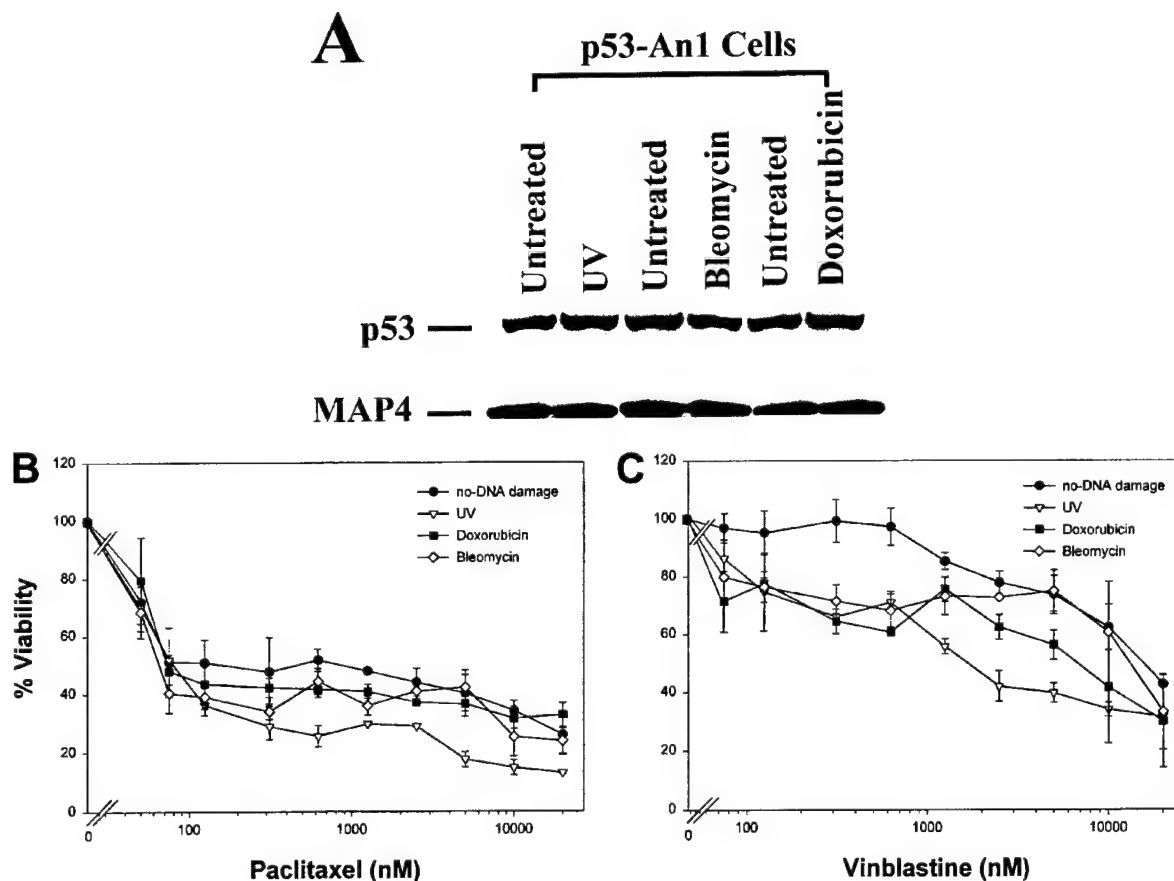 A
p53-An1 Cells
Untreated
UV
Untreated
Bleomycin
Untreated
Doxorubicin
p53
MAP4
B
120
100
80
60
40
20
0
% Viability
no-DNA damage
UV
Doxorubicin
Bleomycin
0
100
1000
10000
Paclitaxel (nM)
C
120
100
80
60
40
20
0
no-DNA damage
UV
Doxorubicin
Bleomycin
0
100
1000
10000
Vinblastine (nM)